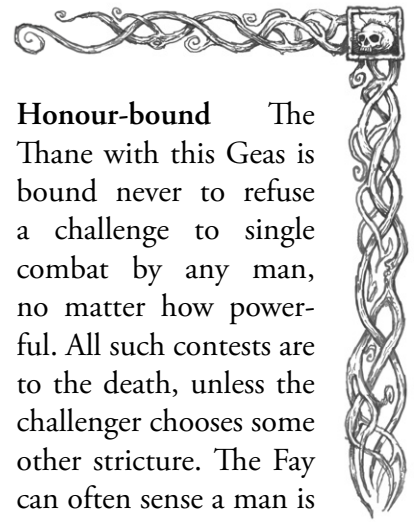 Honour-bound The
Thane with this Geas is
bound never to refuse
a challenge to single
combat by any man,
no matter how power-
ful. All such contests are
to the death, unless the
challenger chooses some
other stricture. The Fay
can often sense a man is